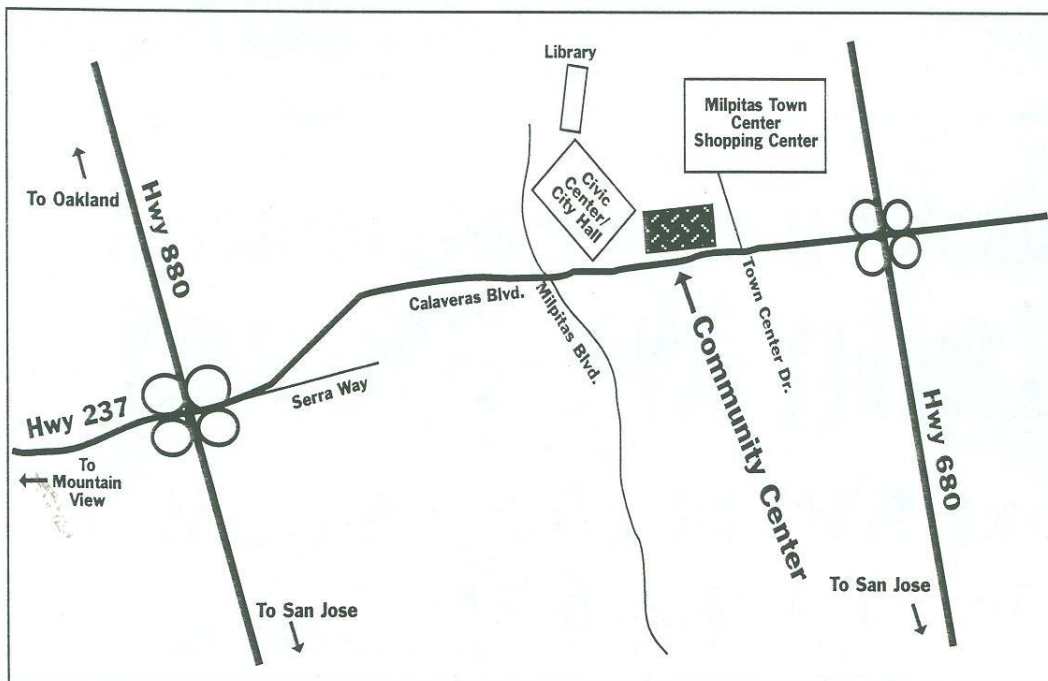 Library
Milpitas Town
Center
Shopping Center
Civic
Center/
City Hall
To Oakland
Hwy 880
Calaveras Blvd.
Milpitas Blvd.
Town Center Dr.
Serra Way
Hwy 237
To
Mountain
View
Community Center
Hwy 680
To San Jose
To San Jose